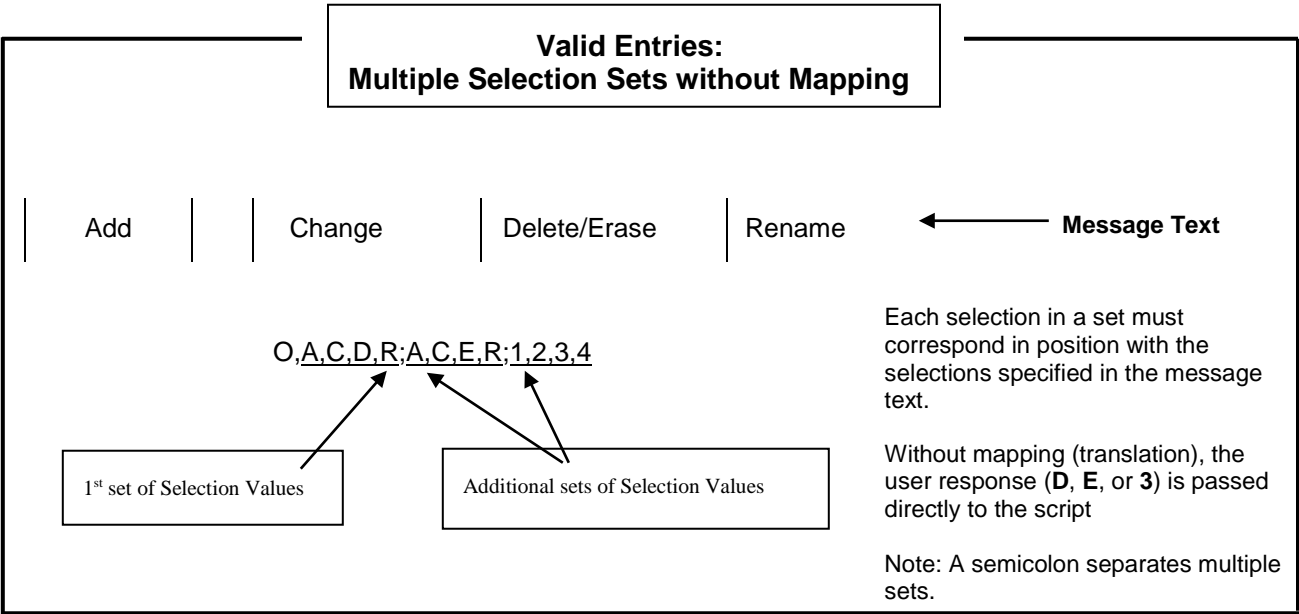 Valid Entries:
Multiple Selection Sets without Mapping
Add Change Delete/Erase Rename Message Text
O,A,C,D,R;A,C,E,R;1,2,3,4
1st set of Selection Values
Additional sets of Selection Values
Each selection in a set must
correspond in position with the
selections specified in the message
text.
Without mapping (translation), the
user response (D, E, or 3) is passed
directly to the script
Note: A semicolon separates multiple
sets.